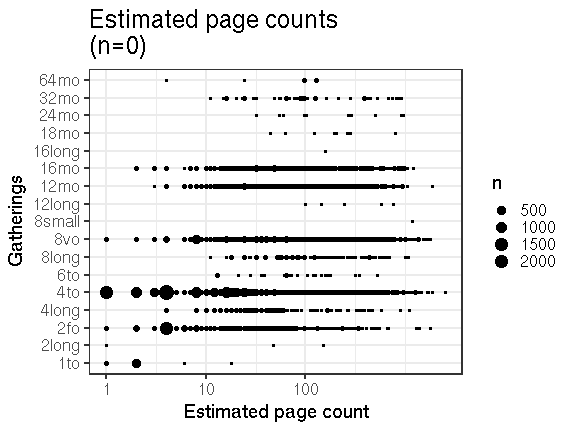 Estimated page counts
(n=0)
Gatherings
64mo
32mo
24mo
18mo
16long
16mo
12mo
12long
8small
8vo
8long
6to
4to
4long
2fo
2long
1to
1
10
100
Estimated page count
n
500
1000
1500
2000